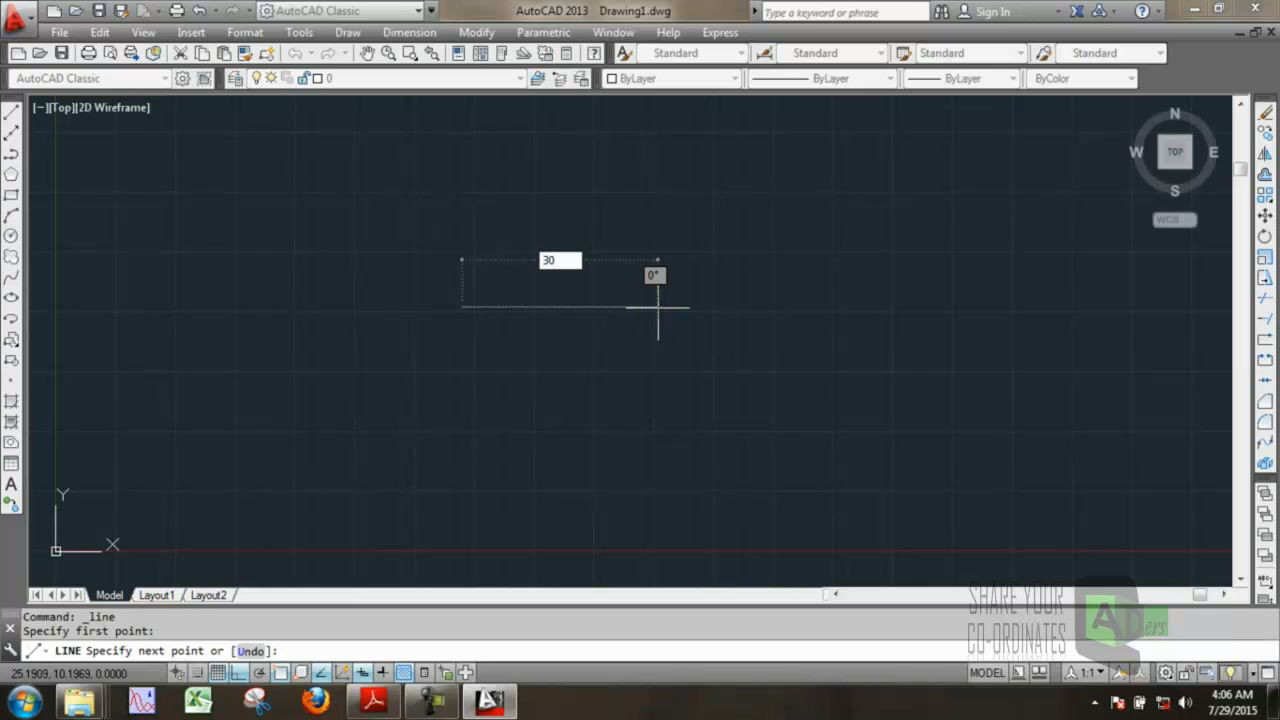 AutoCAD Classic
AutoCAD 2013 Drawing1.dwg
Type a keyword or phrase
Sign In
File Edit View Insert Format Tools Draw Dimension Modify Parametric Window Help Express
Standard Standard Standard Standard
AutoCAD Classic 0 ByLayer ByLayer ByLayer ByColor
[−][Top][2D Wireframe]
N
W TOP E
S
WCS
30
0°
Y
X
Model Layout1 Layout2
SHARE YOUR
CO-ORDINATES
ADers
Command: _line
Specify first point:
LINE Specify next point or [Undo]:
25.1909, 10.1969, 0.0000
MODEL 1:1
4:06 AM
7/29/2015